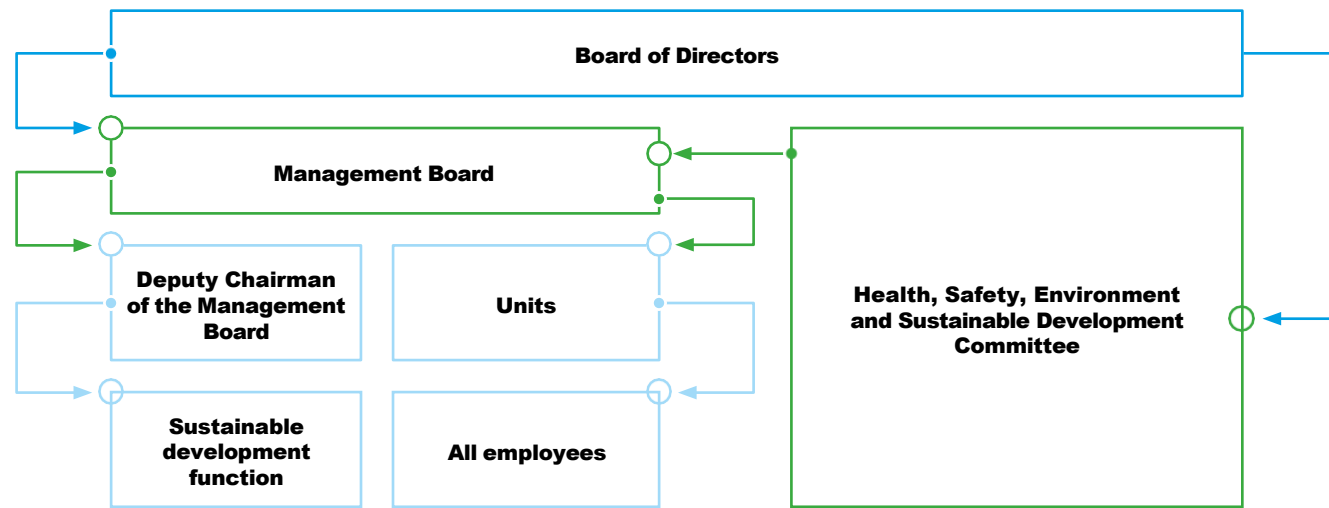 Board of Directors
Management Board
Deputy Chairman
of the Management
Board
Units
Health, Safety, Environment
and Sustainable Development
Committee
Sustainable
development
function
All employees